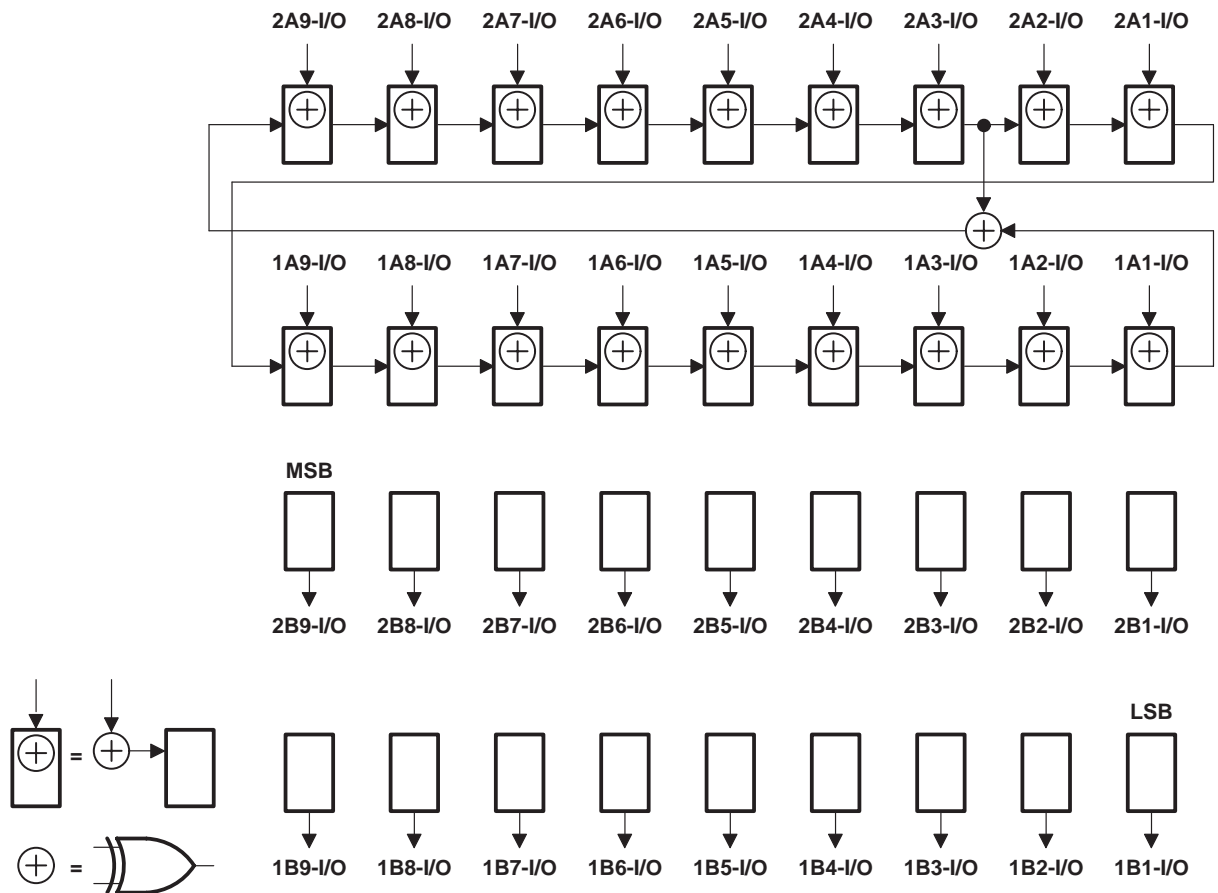 2A9-I/O 2A8-I/O 2A7-I/O 2A6-I/O 2A5-I/O 2A4-I/O 2A3-I/O 2A2-I/O 2A1-I/O
1A9-I/O 1A8-I/O 1A7-I/O 1A6-I/O 1A5-I/O 1A4-I/O 1A3-I/O 1A2-I/O 1A1-I/O
MSB
2B9-I/O 2B8-I/O 2B7-I/O 2B6-I/O 2B5-I/O 2B4-I/O 2B3-I/O 2B2-I/O 2B1-I/O
LSB
=
1B9-I/O 1B8-I/O 1B7-I/O 1B6-I/O 1B5-I/O 1B4-I/O 1B3-I/O 1B2-I/O 1B1-I/O
=